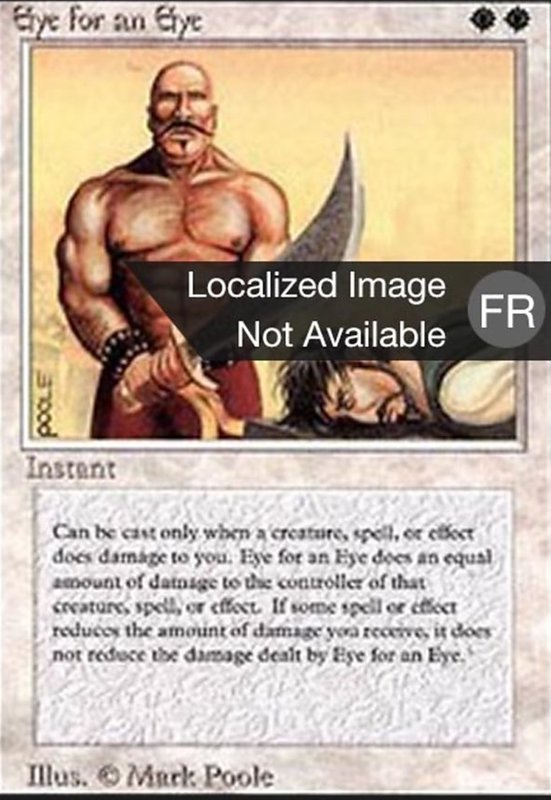 Eye for an Eye
Localized Image
Not Available
FR
POOLE
Instant
Can be cast only when a creature, spell, or effect
does damage to you. Eye for an Eye does an equal
amount of damage to the controller of that
creature, spell, or effect. If some spell or effect
reduces the amount of damage you receive, it does
not reduce the damage dealt by Eye for an Eye.
Illus. © Mark Poole